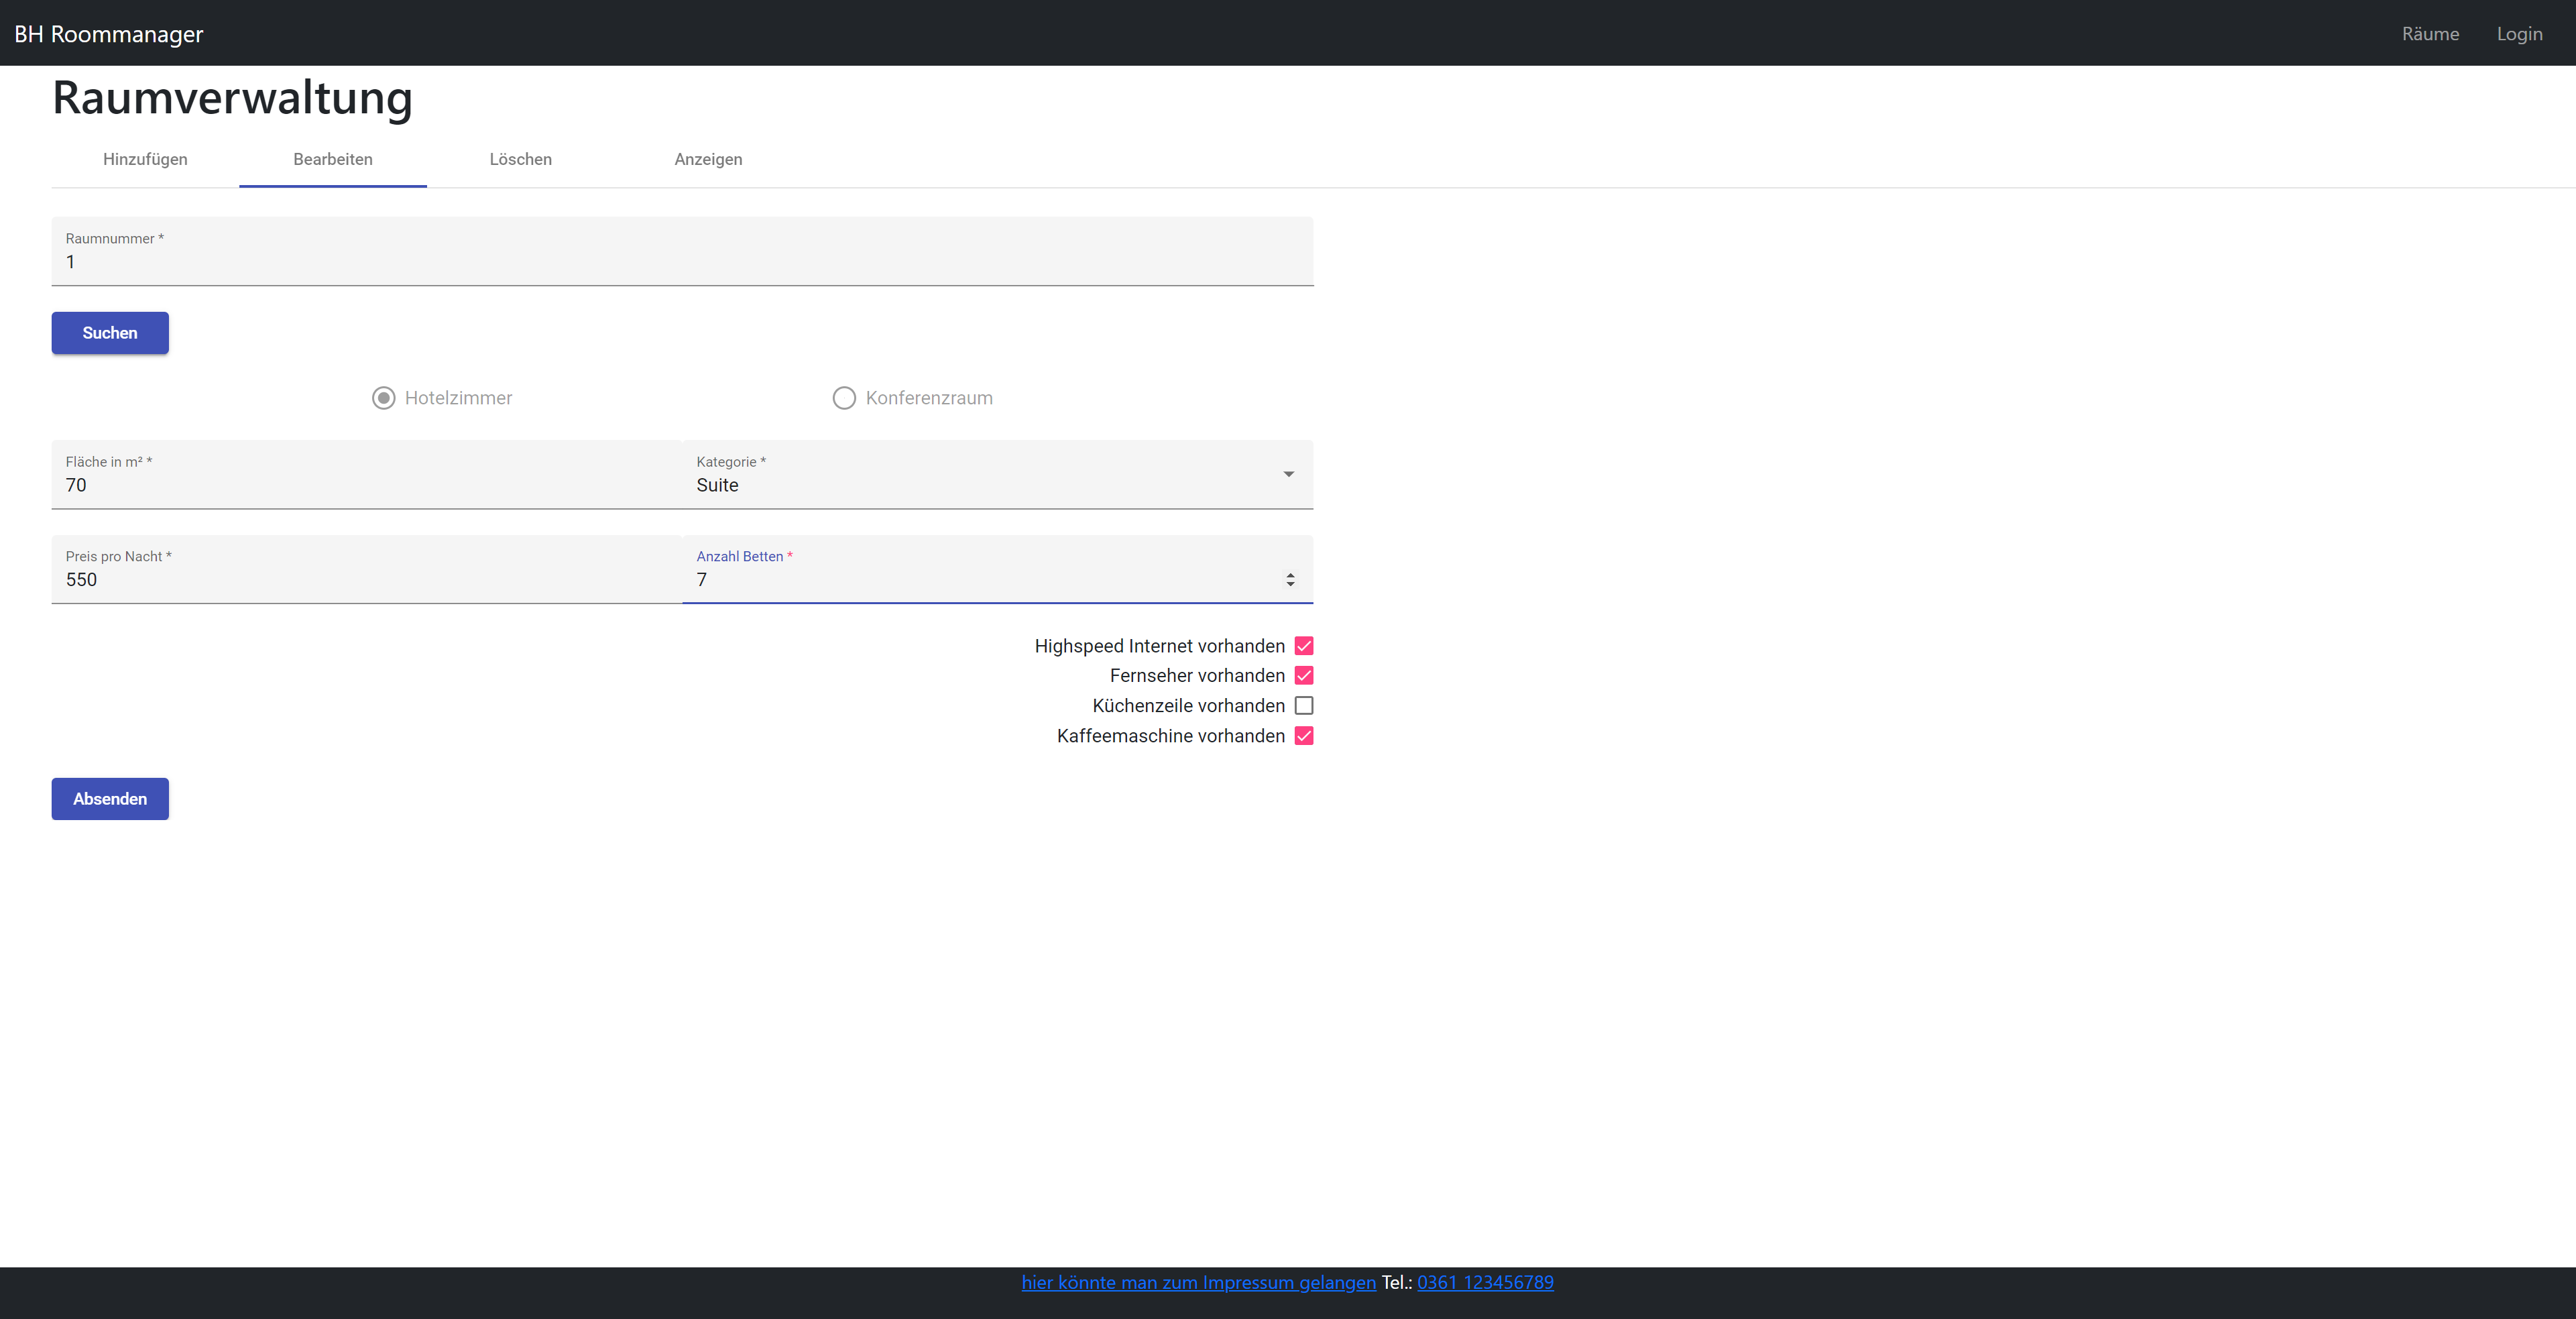 BH Roommanager Räume Login
Raumverwaltung
Hinzufügen Bearbeiten Löschen Anzeigen
Raumnummer *
1
Suchen
Hotelzimmer Konferenzraum
Fläche in m² * Kategorie *
70 Suite
Preis pro Nacht * Anzahl Betten *
550 7
Highspeed Internet vorhanden
Fernseher vorhanden
Küchenzeile vorhanden
Kaffeemaschine vorhanden
Absenden
hier könnte man zum Impressum gelangen Tel.: 0361 123456789